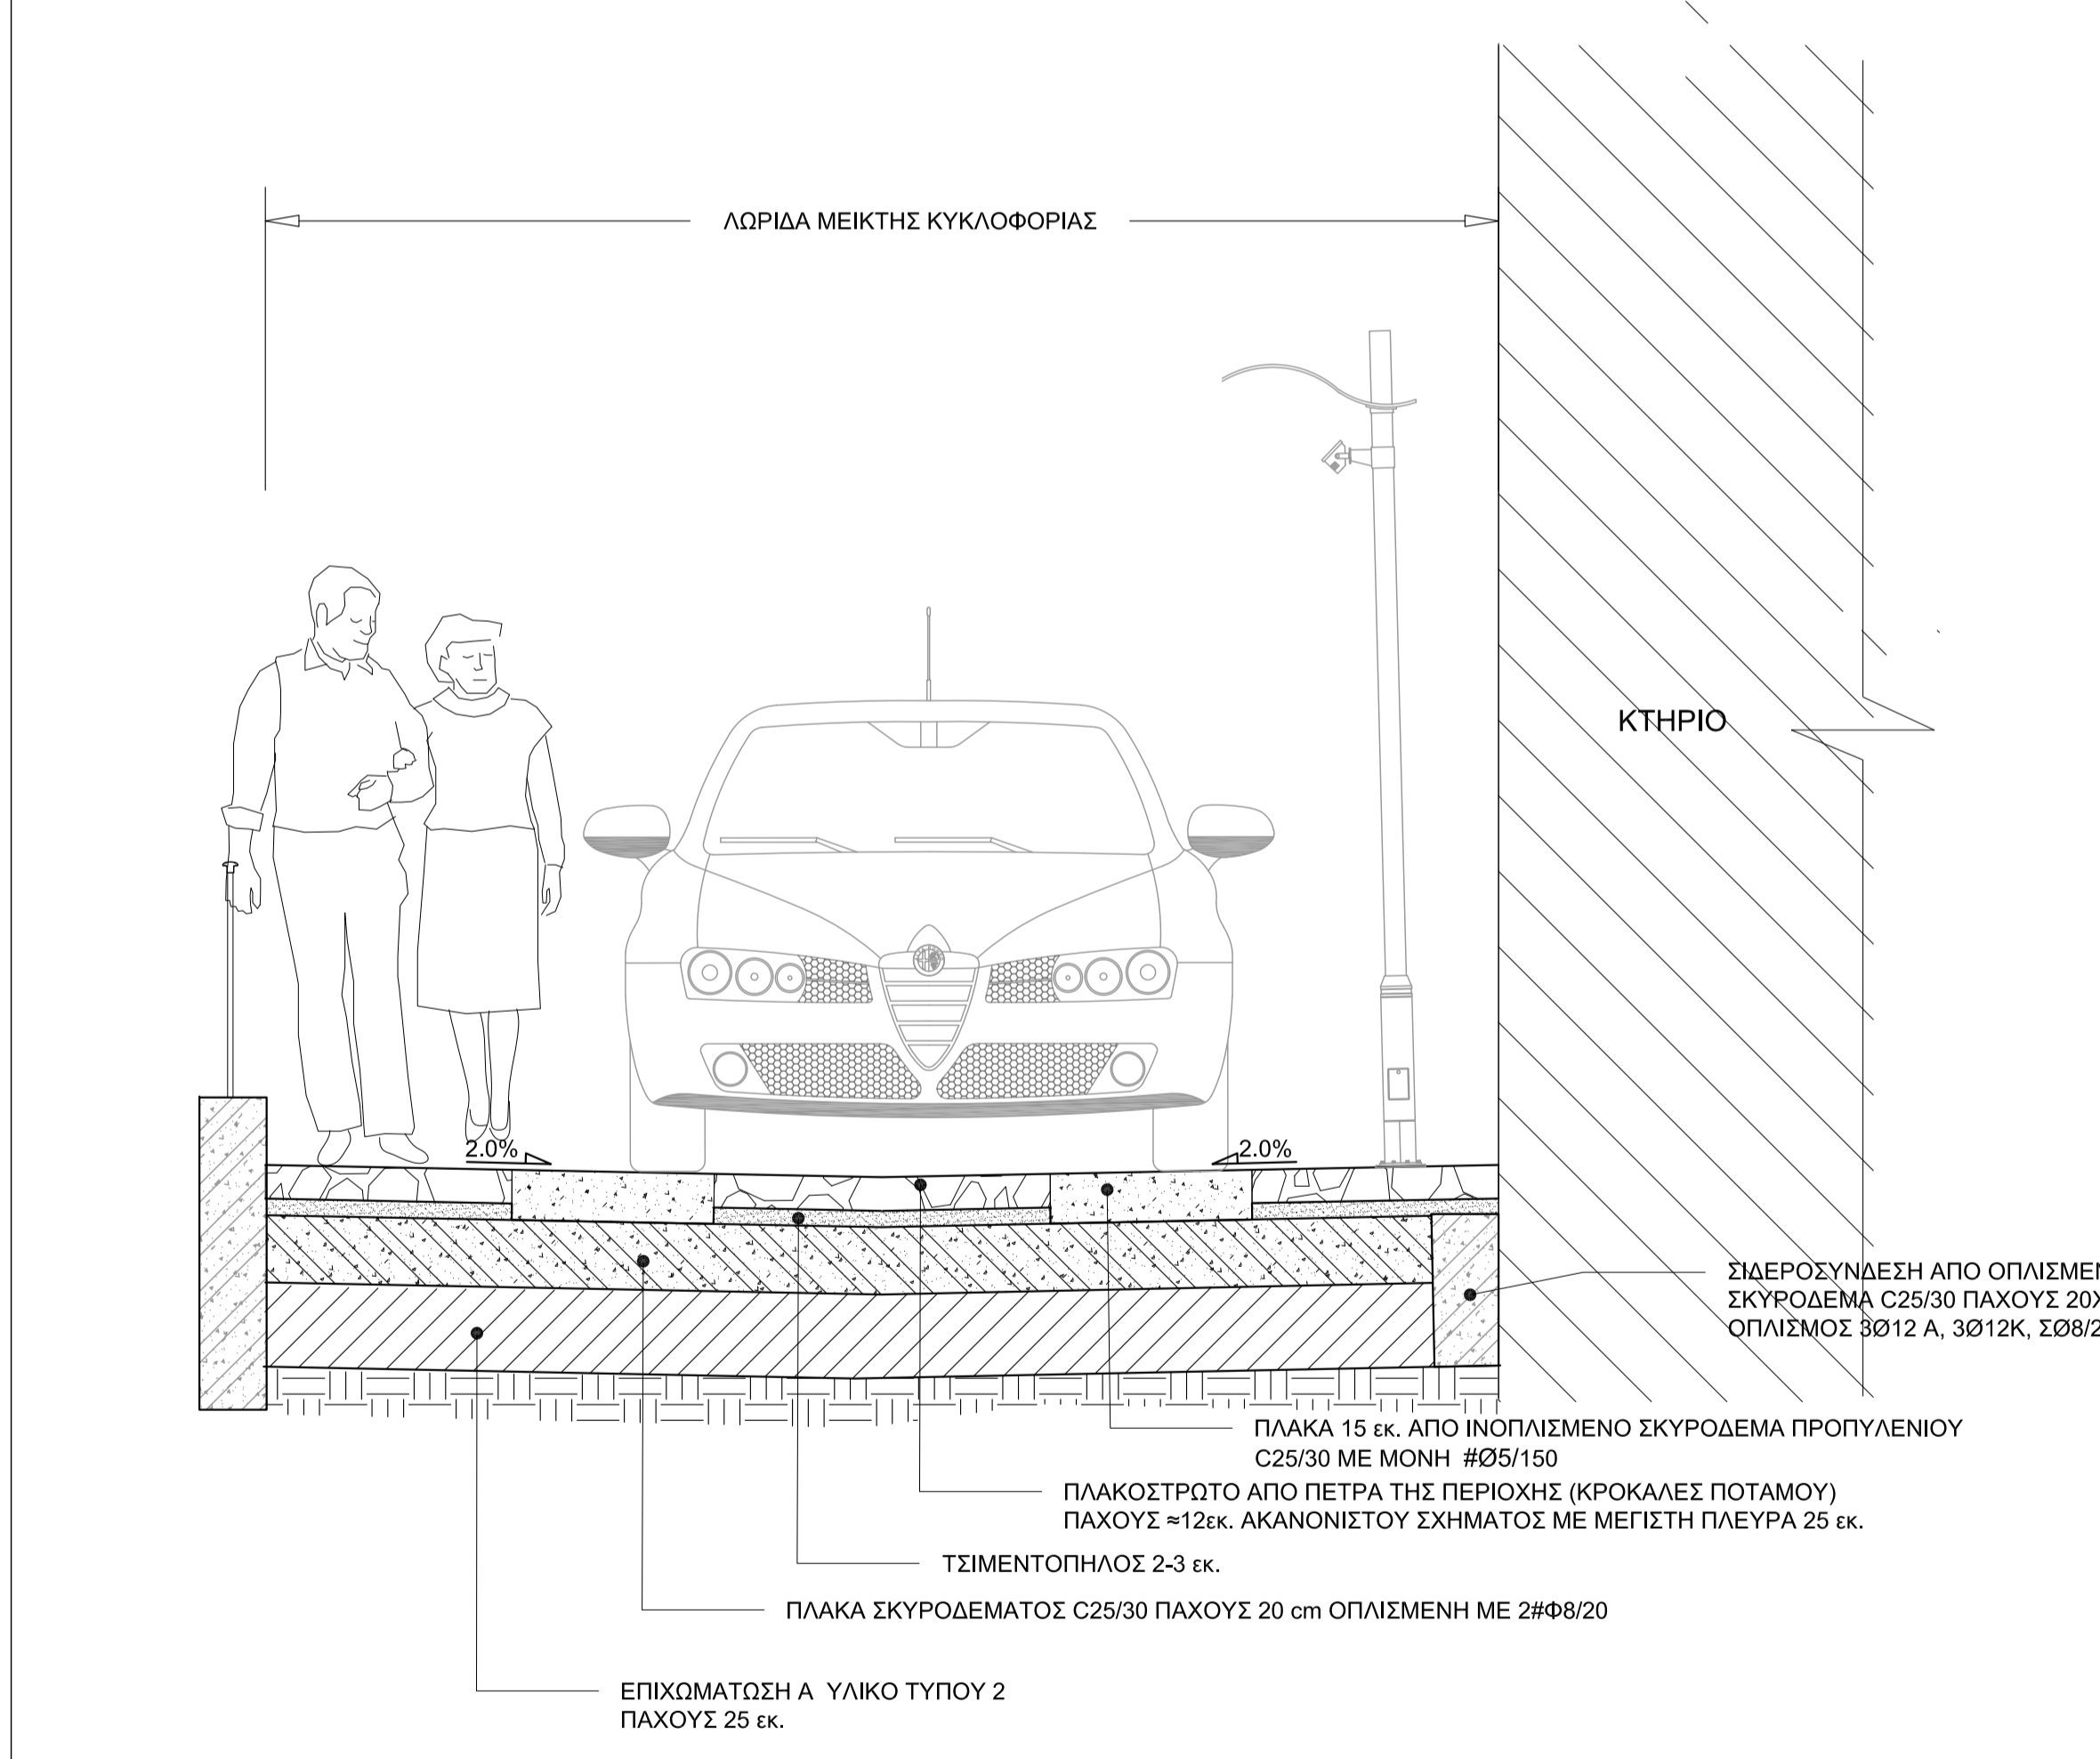 ΛΩΡΙΔΑ ΜΕΙΚΤΗΣ ΚΥΚΛΟΦΟΡΙΑΣ
ΚΤΗΡΙΟ
2.0%
2.0%
ΣΙΔΕΡΟΣΥΝΔΕΣΗ ΑΠΟ ΟΠΛΙΣΜΕΝ
ΣΚΥΡΟΔΕΜΑ C25/30 ΠΑΧΟΥΣ 20Χ
ΟΠΛΙΣΜΟΣ 3Ø12 Α, 3Ø12Κ, ΣØ8/2
ΠΛΑΚΑ 15 εκ. ΑΠΟ ΙΝΟΠΛΙΣΜΕΝΟ ΣΚΥΡΟΔΕΜΑ ΠΡΟΠΥΛΕΝΙΟΥ
C25/30 ΜΕ ΜΟΝΗ #Ø5/150
ΠΛΑΚΟΣΤΡΩΤΟ ΑΠΟ ΠΕΤΡΑ ΤΗΣ ΠΕΡΙΟΧΗΣ (ΚΡΟΚΑΛΕΣ ΠΟΤΑΜΟΥ)
ΠΑΧΟΥΣ ≈12εκ. ΑΚΑΝΟΝΙΣΤΟΥ ΣΧΗΜΑΤΟΣ ΜΕ ΜΕΓΙΣΤΗ ΠΛΕΥΡΑ 25 εκ.
ΤΣΙΜΕΝΤΟΠΗΛΟΣ 2-3 εκ.
ΠΛΑΚΑ ΣΚΥΡΟΔΕΜΑΤΟΣ C25/30 ΠΑΧΟΥΣ 20 cm ΟΠΛΙΣΜΕΝΗ ΜΕ 2#Φ8/20
ΕΠΙΧΩΜΑΤΩΣΗ Α ΥΛΙΚΟ ΤΥΠΟΥ 2
ΠΑΧΟΥΣ 25 εκ.